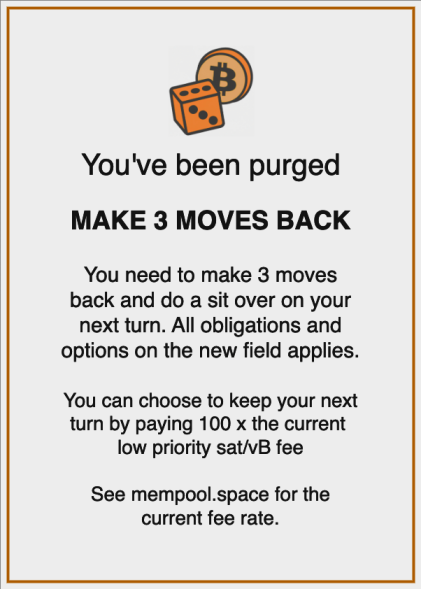 You've been purged
MAKE 3 MOVES BACK
You need to make 3 moves
back and do a sit over on your
next turn. All obligations and
options on the new field applies.
You can choose to keep your next
turn by paying 100 x the current
low priority sat/vB fee
See mempool.space for the
current fee rate.